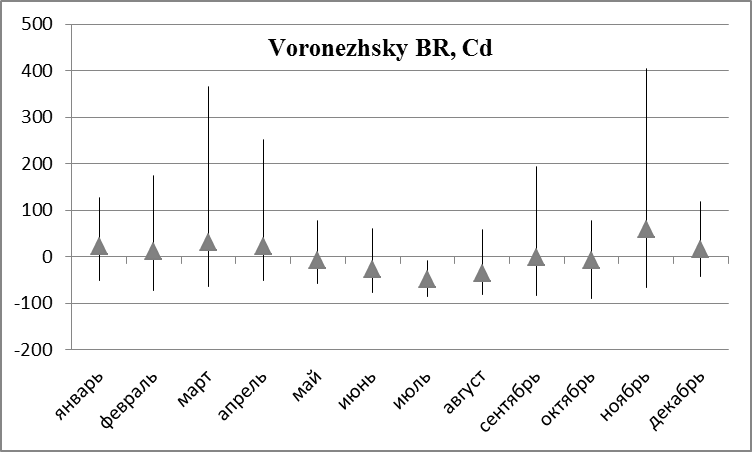 Voronezhsky BR, Cd
500
400
300
200
100
0
-100
-200
январь
февраль
март
апрель
май
июнь
июль
август
сентябрь
октябрь
ноябрь
декабрь